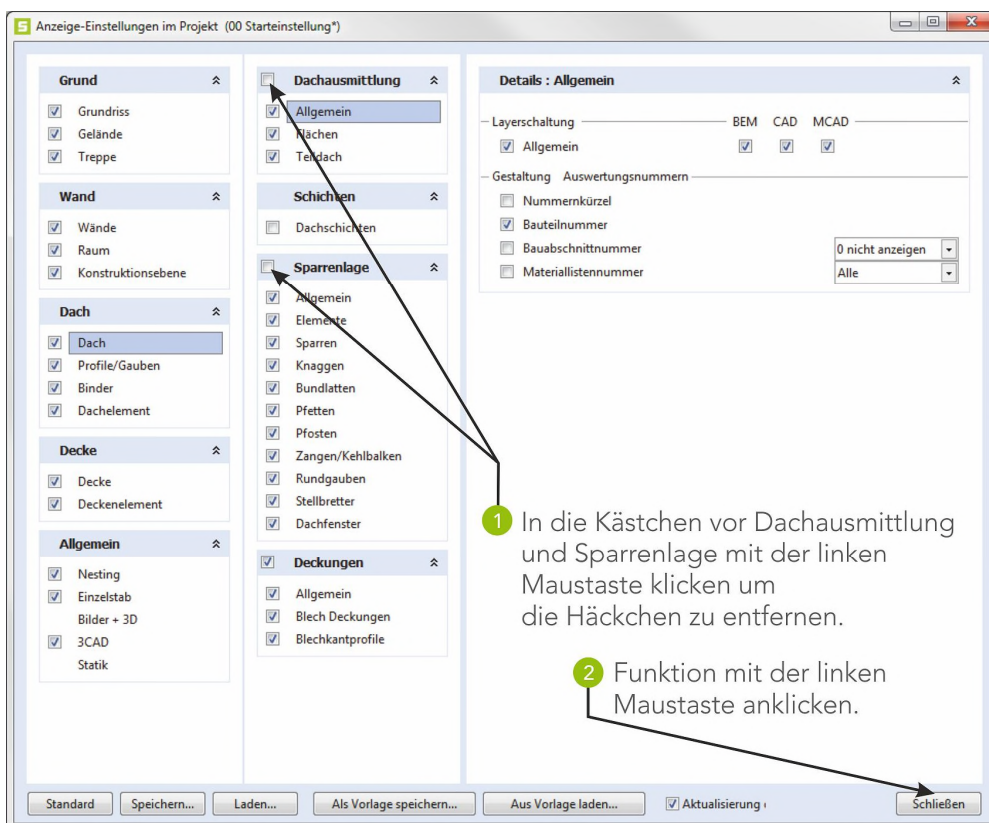 S Anzeige-Einstellungen im Projekt (00 Starteinstellung*)
Grund
Grundriss
Gelände
Treppe
Wand
Wände
Raum
Konstruktionsebene
Dach
Dach
Profile/Gauben
Binder
Dachelement
Decke
Decke
Deckenelement
Allgemein
Nesting
Einzelstab
Bilder + 3D
3CAD
Statik
Dachausmittlung
Allgemein
Flächen
Teildach
Schichten
Dachschichten
Sparrenlage
Allgemein
Elemente
Sparren
Knaggen
Bundlatten
Pfetten
Pfosten
Zangen/Kehlbalken
Rundgauben
Stellbretter
Dachfenster
Deckungen
Allgemein
Blech Deckungen
Blechkantprofile
Details : Allgemein
Layerschaltung BEM CAD MCAD
Allgemein
Gestaltung Auswertungsnummern
Nummernkürzel
Bauteilnummer
Bauabschnittnummer 0 nicht anzeigen
Materiallistennummer Alle
1 In die Kästchen vor Dachausmittlung
und Sparrenlage mit der linken
Maustaste klicken um
die Häckchen zu entfernen.
2 Funktion mit der linken
Maustaste anklicken.
Standard Speichern... Laden... Als Vorlage speichern... Aus Vorlage laden... Aktualisierung Schließen